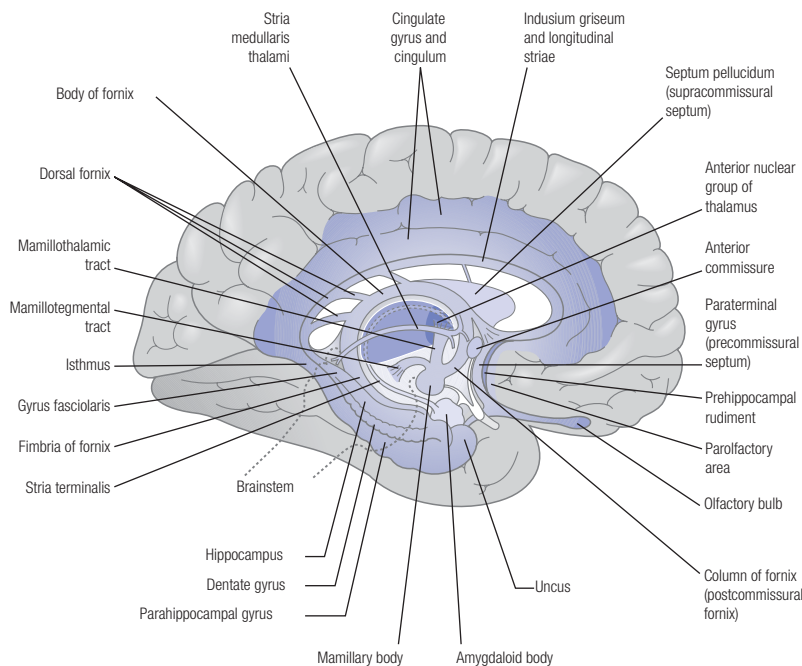 Stria
medullaris
thalami
Cingulate
gyrus and
cingulum
Indusium griseum
and longitudinal
striae
Septum pellucidum
(supracommissural
septum)
Body of fornix
Dorsal fornix
Anterior nuclear
group of
thalamus
Mamillothalamic
tract
Anterior
commissure
Mamillotegmental
tract
Paraterminal
gyrus
(precommissural
septum)
Isthmus
Gyrus fasciolaris
Prehippocampal
rudiment
Fimbria of fornix
Parolfactory
area
Stria terminalis
Brainstem
Olfactory bulb
Hippocampus
Dentate gyrus
Parahippocampal gyrus
Uncus
Column of fornix
(postcommissural
fornix)
Mamillary body
Amygdaloid body